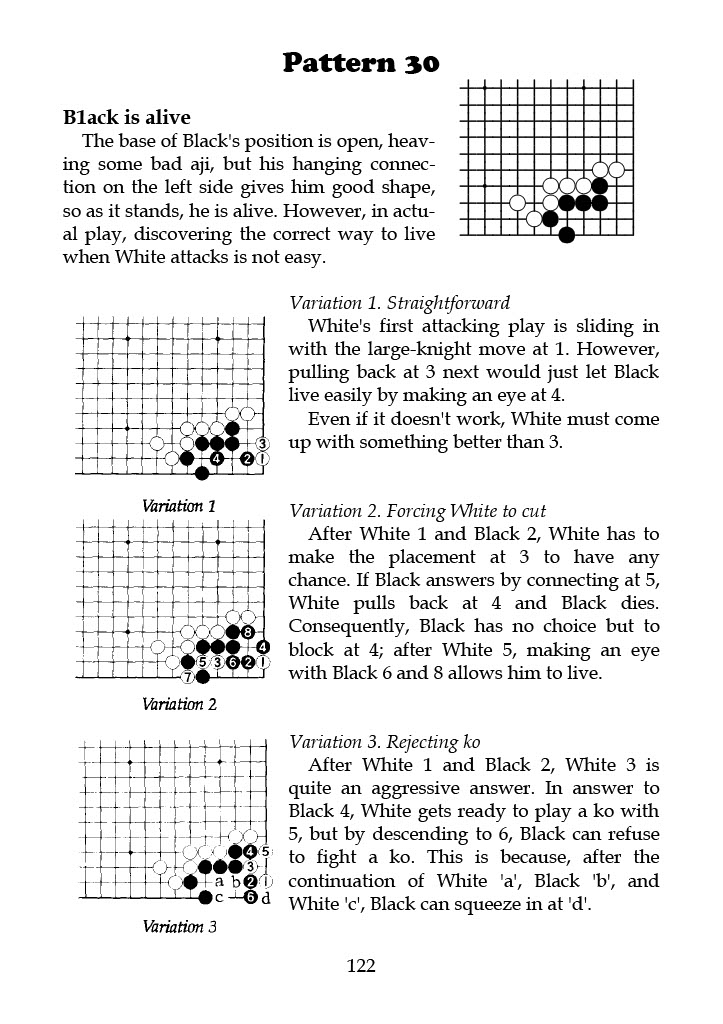 Pattern 30
B1ack is alive
The base of Black's position is open, heav-
ing some bad aji, but his hanging connec-
tion on the left side gives him good shape,
so as it stands, he is alive. However, in actu-
al play, discovering the correct way to live
when White attacks is not easy.
Variation 1. Straightforward
White's first attacking play is sliding in
with the large-knight move at 1. However,
pulling back at 3 next would just let Black
live easily by making an eye at 4.
Even if it doesn't work, White must come
up with something better than 3.
3
4 2 1
Variation 1
Variation 2. Forcing White to cut
After White 1 and Black 2, White has to
make the placement at 3 to have any
chance. If Black answers by connecting at 5,
White pulls back at 4 and Black dies.
Consequently, Black has no choice but to
block at 4; after White 5, making an eye
with Black 6 and 8 allows him to live.
8
4
5 3 6 2 1
7
Variation 2
Variation 3. Rejecting ko
After White 1 and Black 2, White 3 is
quite an aggressive answer. In answer to
Black 4, White gets ready to play a ko with
5, but by descending to 6, Black can refuse
to fight a ko. This is because, after the
continuation of White 'a', Black 'b', and
White 'c', Black can squeeze in at 'd'.
4 5
3
a b 2 1
c 6 d
Variation 3
122